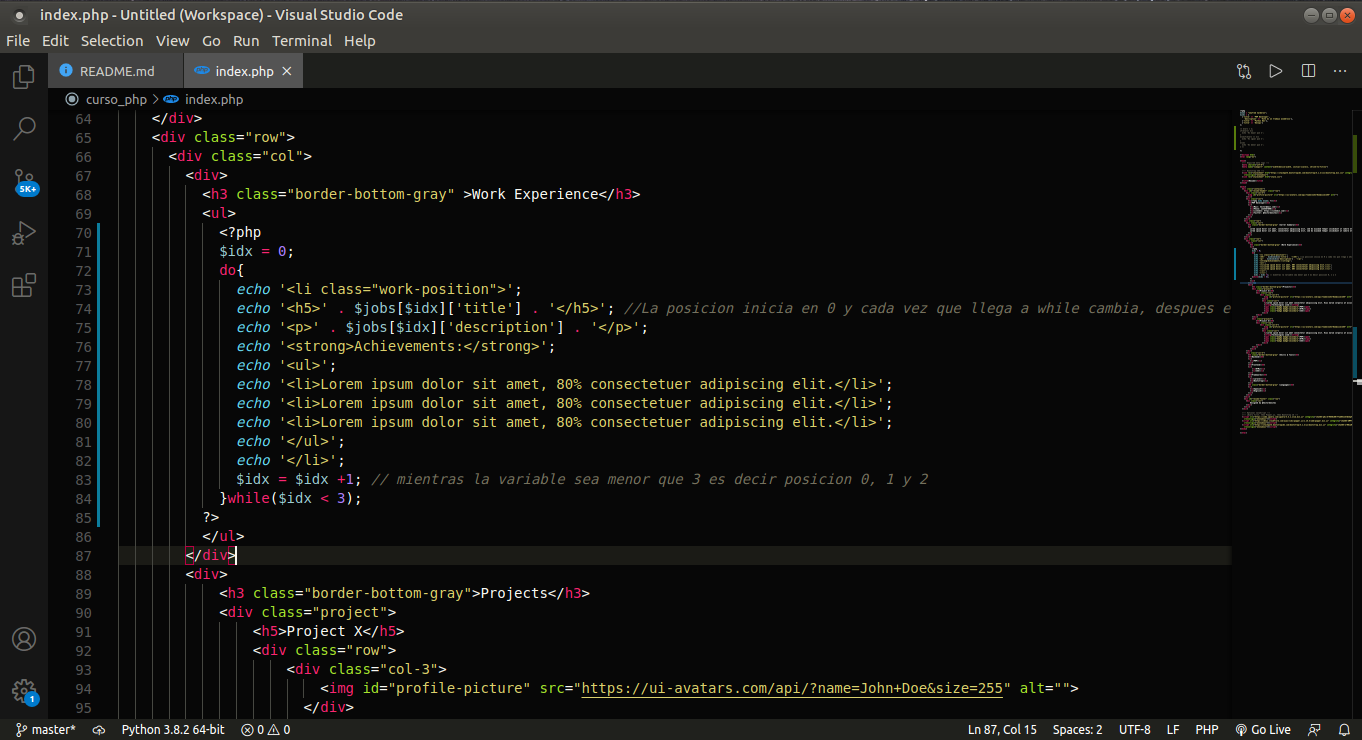 index.php - Untitled (Workspace) - Visual Studio Code
File Edit Selection View Go Run Terminal Help
README.md index.php
curso_php > index.php
64 </div>
65 <div class="row">
66 <div class="col">
67 <div>
68 <h3 class="border-bottom-gray" >Work Experience</h3>
69 <ul>
70 <?php
71 $idx = 0;
72 do{
73 echo '<li class="work-position">';
74 echo '<h5>' . $jobs[$idx]['title'] . '</h5>'; //La posicion inicia en 0 y cada vez que llega a while cambia, despues e
75 echo '<p>' . $jobs[$idx]['description'] . '</p>';
76 echo '<strong>Achievements:</strong>';
77 echo '<ul>';
78 echo '<li>Lorem ipsum dolor sit amet, 80% consectetuer adipiscing elit.</li>';
79 echo '<li>Lorem ipsum dolor sit amet, 80% consectetuer adipiscing elit.</li>';
80 echo '<li>Lorem ipsum dolor sit amet, 80% consectetuer adipiscing elit.</li>';
81 echo '</ul>';
82 echo '</li>';
83 $idx = $idx +1; // mientras la variable sea menor que 3 es decir posicion 0, 1 y 2
84 }while($idx < 3);
85 ?>
86 </ul>
87 </div>
88 <div>
89 <h3 class="border-bottom-gray">Projects</h3>
90 <div class="project">
91 <h5>Project X</h5>
92 <div class="row">
93 <div class="col-3">
94 <img id="profile-picture" src="https://ui-avatars.com/api/?name=John+Doe&size=255" alt="">
95 </div>
5K+
1
master* Python 3.8.2 64-bit 0 0 Ln 87, Col 15 Spaces: 2 UTF-8 LF PHP Go Live